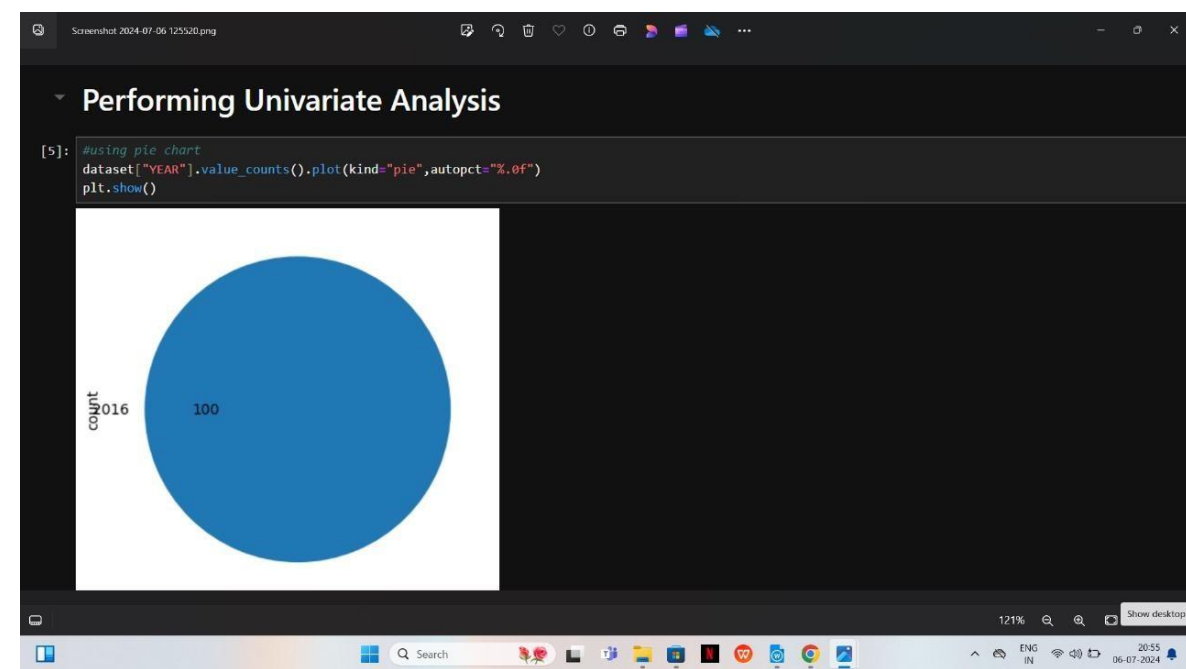 Screenshot 2024-07-06 125520.png
Performing Univariate Analysis
[5]: #using pie chart
dataset["YEAR"].value_counts().plot(kind="pie",autopct="%.0f")
plt.show()
count
2016
100
121%
Show desktop
Search
ENG
IN
20:55
06-07-2024